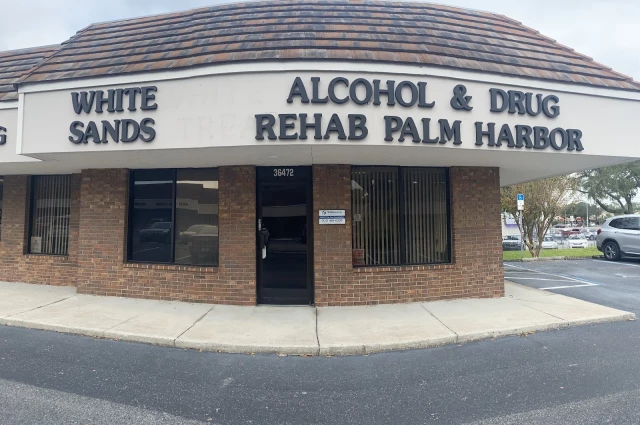 WHITE
SANDS
ALCOHOL & DRUG
REHAB PALM HARBOR
36472
G